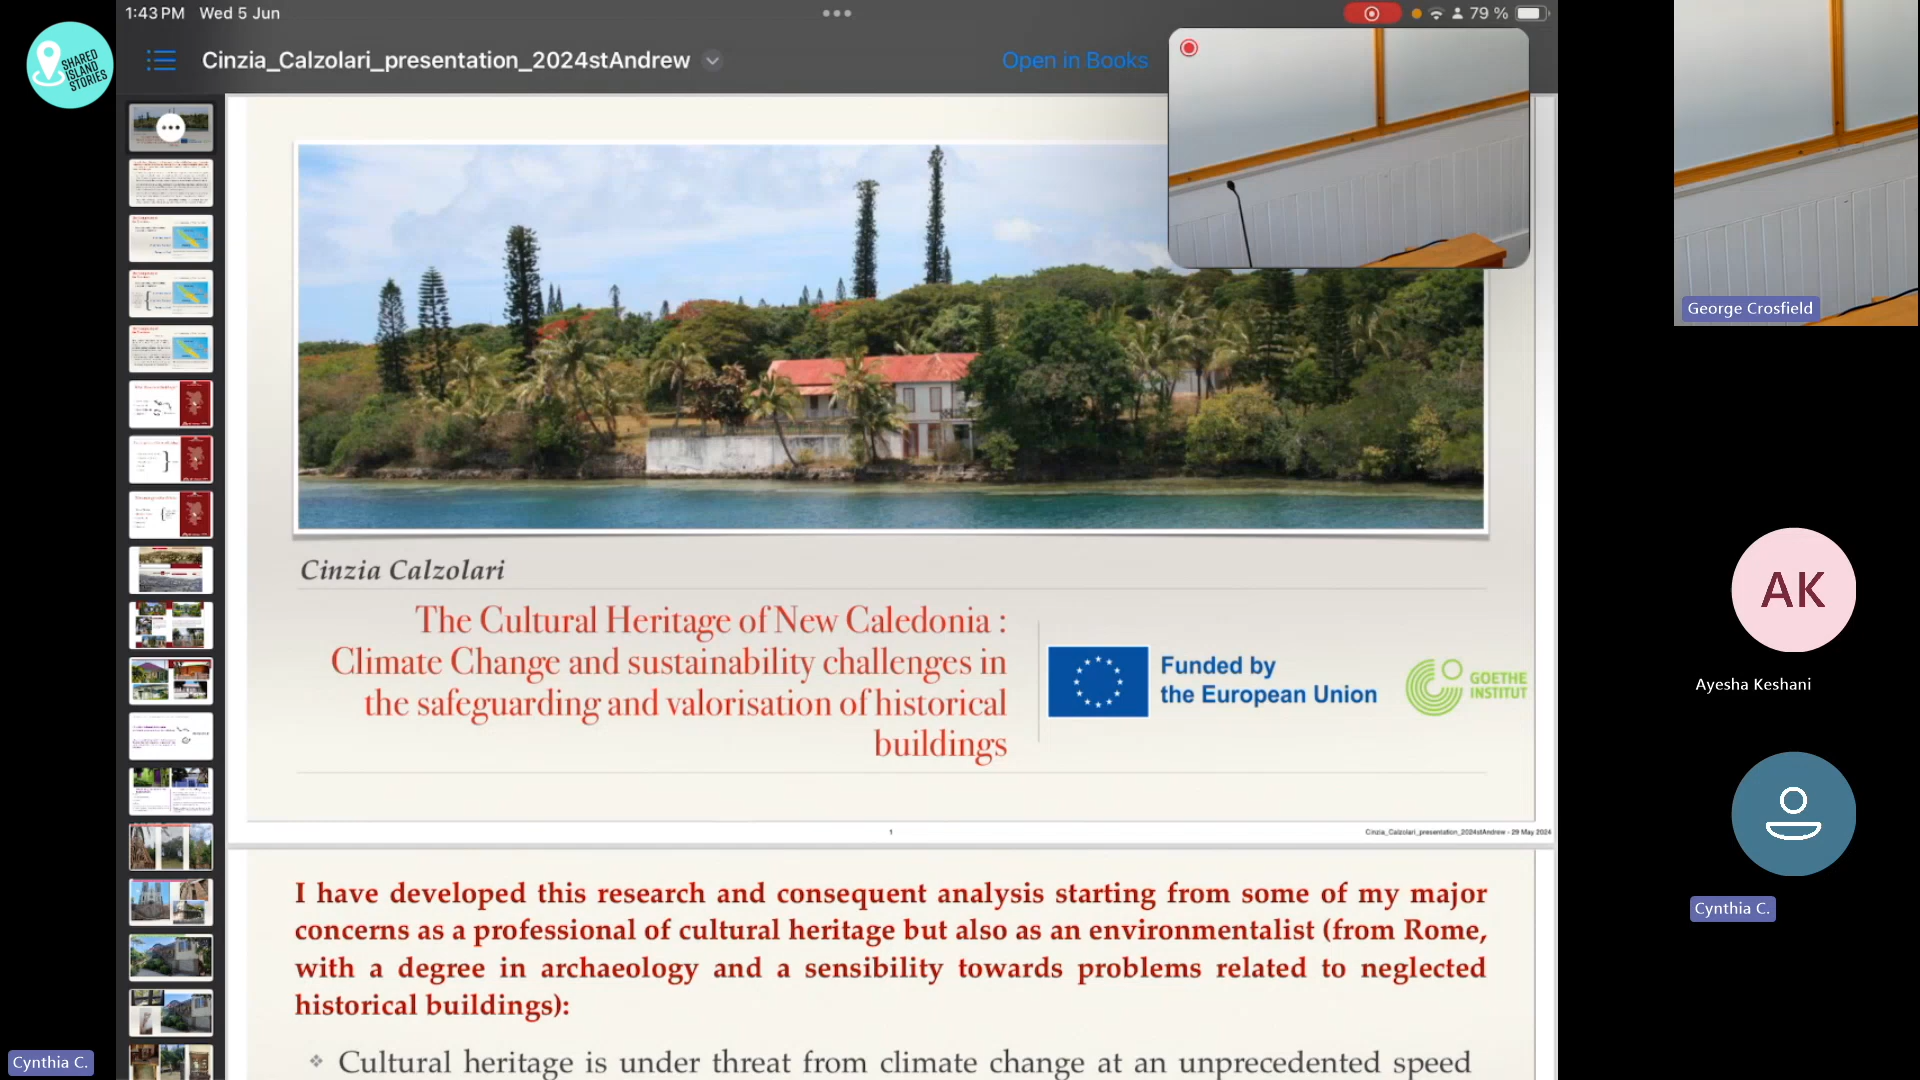 1:43 PM Wed 5 Jun
79 %
SHARED
ISLAND
STORIES
Cinzia_Calzolari_presentation_2024stAndrew
Open in Books
George Crosfield
Cinzia Calzolari
The Cultural Heritage of New Caledonia :
Climate Change and sustainability challenges in
the safeguarding and valorisation of historical
buildings
Funded by
the European Union
GOETHE
INSTITUT
AK
Ayesha Keshani
1
Cinzia_Calzolari_presentation_2024stAndrew - 29 May 2024
I have developed this research and consequent analysis starting from some of my major
concerns as a professional of cultural heritage but also as an environmentalist (from Rome,
with a degree in archaeology and a sensibility towards problems related to neglected
historical buildings):
Cynthia C.
❖ Cultural heritage is under threat from climate change at an unprecedented speed
Cynthia C.